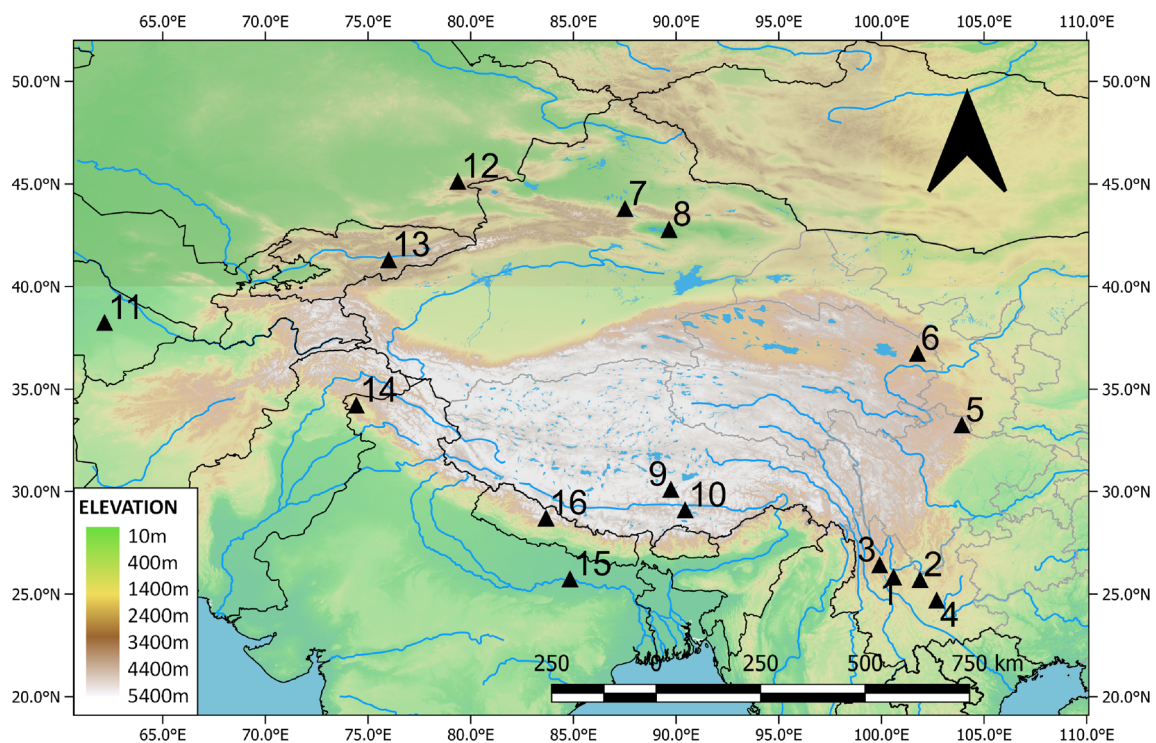 65.0°E 70.0°E 75.0°E 80.0°E 85.0°E 90.0°E 95.0°E 100.0°E 105.0°E 110.0°E
50.0°N 50.0°N
12
45.0°N 45.0°N
7
8
13
40.0°N 40.0°N
11
6
35.0°N 14 35.0°N
5
9
30.0°N 10 30.0°N
16
ELEVATION
10m
400m
1400m
2400m
3400m
4400m
5400m
3 2
15
1
25.0°N 25.0°N
4
250 0 250 500 750 km
20.0°N 20.0°N
65.0°E 70.0°E 75.0°E 80.0°E 85.0°E 90.0°E 95.0°E 100.0°E 105.0°E 110.0°E